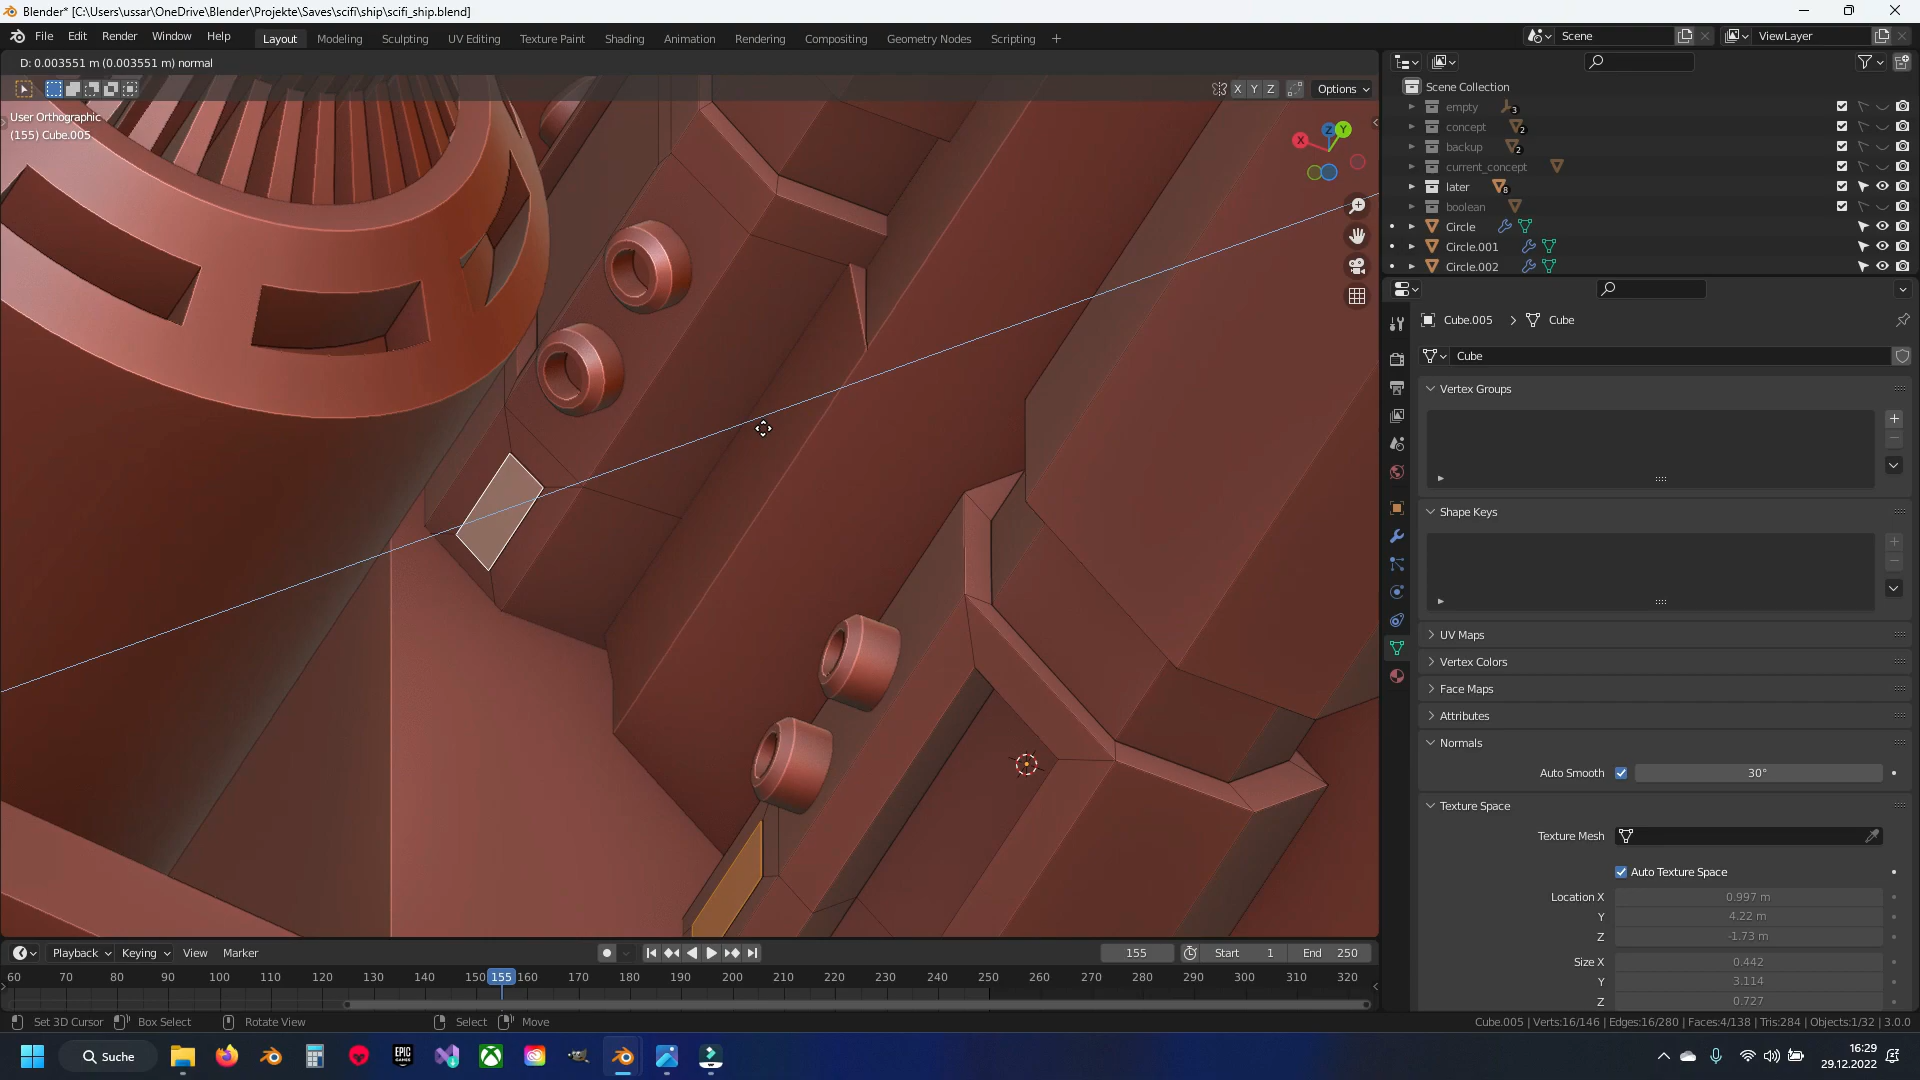 Blender* [C:\Users\ussar\OneDrive\Blender\Projekte\Saves\scifi\ship\scifi_ship.blend]
File Edit Render Window Help Layout Modeling Sculpting UV Editing Texture Paint Shading Animation Rendering Compositing Geometry Nodes Scripting + Scene ViewLayer
D: 0.003551 m (0.003551 m) normal
X Y Z Options
User Orthographic
(155) Cube.005
X Z Y
Scene Collection
empty 3
concept 2
backup 2
current_concept
later 8
boolean
Circle
Circle.001
Circle.002
Cube.005 > Cube
Cube
Vertex Groups
Shape Keys
UV Maps
Vertex Colors
Face Maps
Attributes
Normals
Auto Smooth 30°
Texture Space
Texture Mesh
Auto Texture Space
Location X 0.997 m
Y 4.22 m
Z -1.73 m
Size X 0.442
Y 3.114
Z 0.727
Playback Keying View Marker 155 Start 1 End 250
60 70 80 90 100 110 120 130 140 150 155 160 170 180 190 200 210 220 230 240 250 260 270 280 290 300 310 320
Set 3D Cursor Box Select Rotate View Select Move Cube.005 | Verts:16/146 | Edges:16/280 | Faces:4/138 | Tris:284 | Objects:1/32 | 3.0.0
Suche EPIC GAMES 16:29
29.12.2022